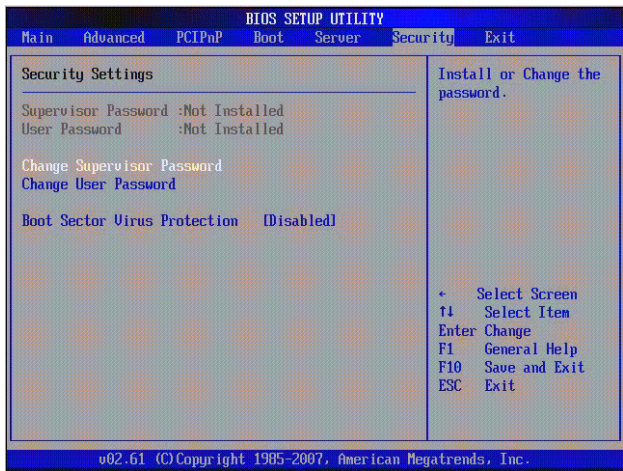 BIOS SETUP UTILITY
Main Advanced PCIPnP Boot Server Security Exit
Security Settings
Supervisor Password :Not Installed
User Password :Not Installed
Change Supervisor Password
Change User Password
Boot Sector Virus Protection [Disabled]
Install or Change the
password.
← Select Screen
↑↓ Select Item
Enter Change
F1 General Help
F10 Save and Exit
ESC Exit
v02.61 (C)Copyright 1985-2007, American Megatrends, Inc.